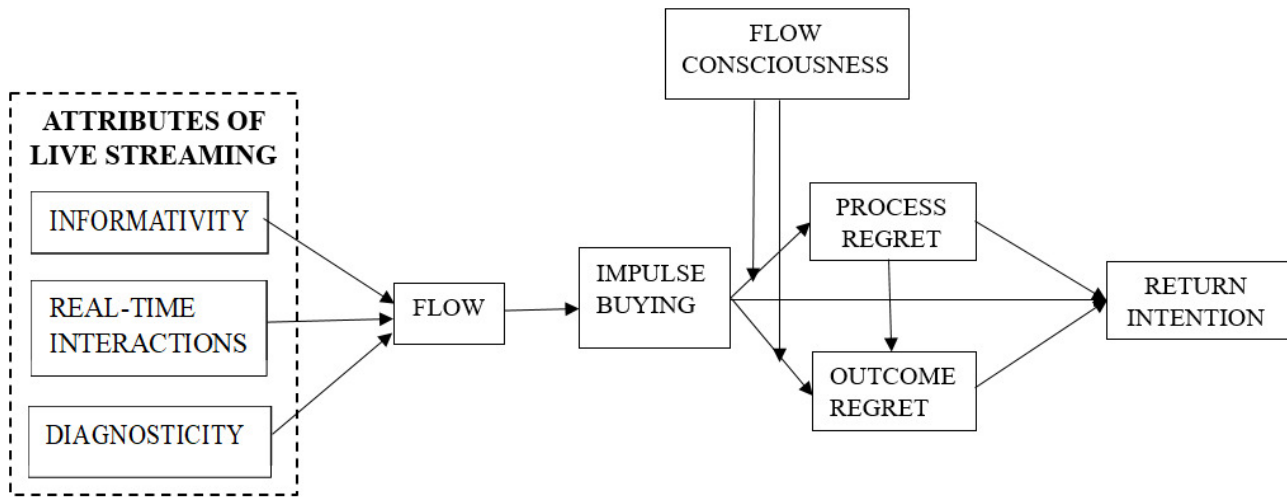 FLOW
CONSCIOUSNESS
ATTRIBUTES OF
LIVE STREAMING
INFORMATIVITY
REAL-TIME
INTERACTIONS
DIAGNOSTICITY
FLOW
IMPULSE
BUYING
PROCESS
REGRET
OUTCOME
REGRET
RETURN
INTENTION